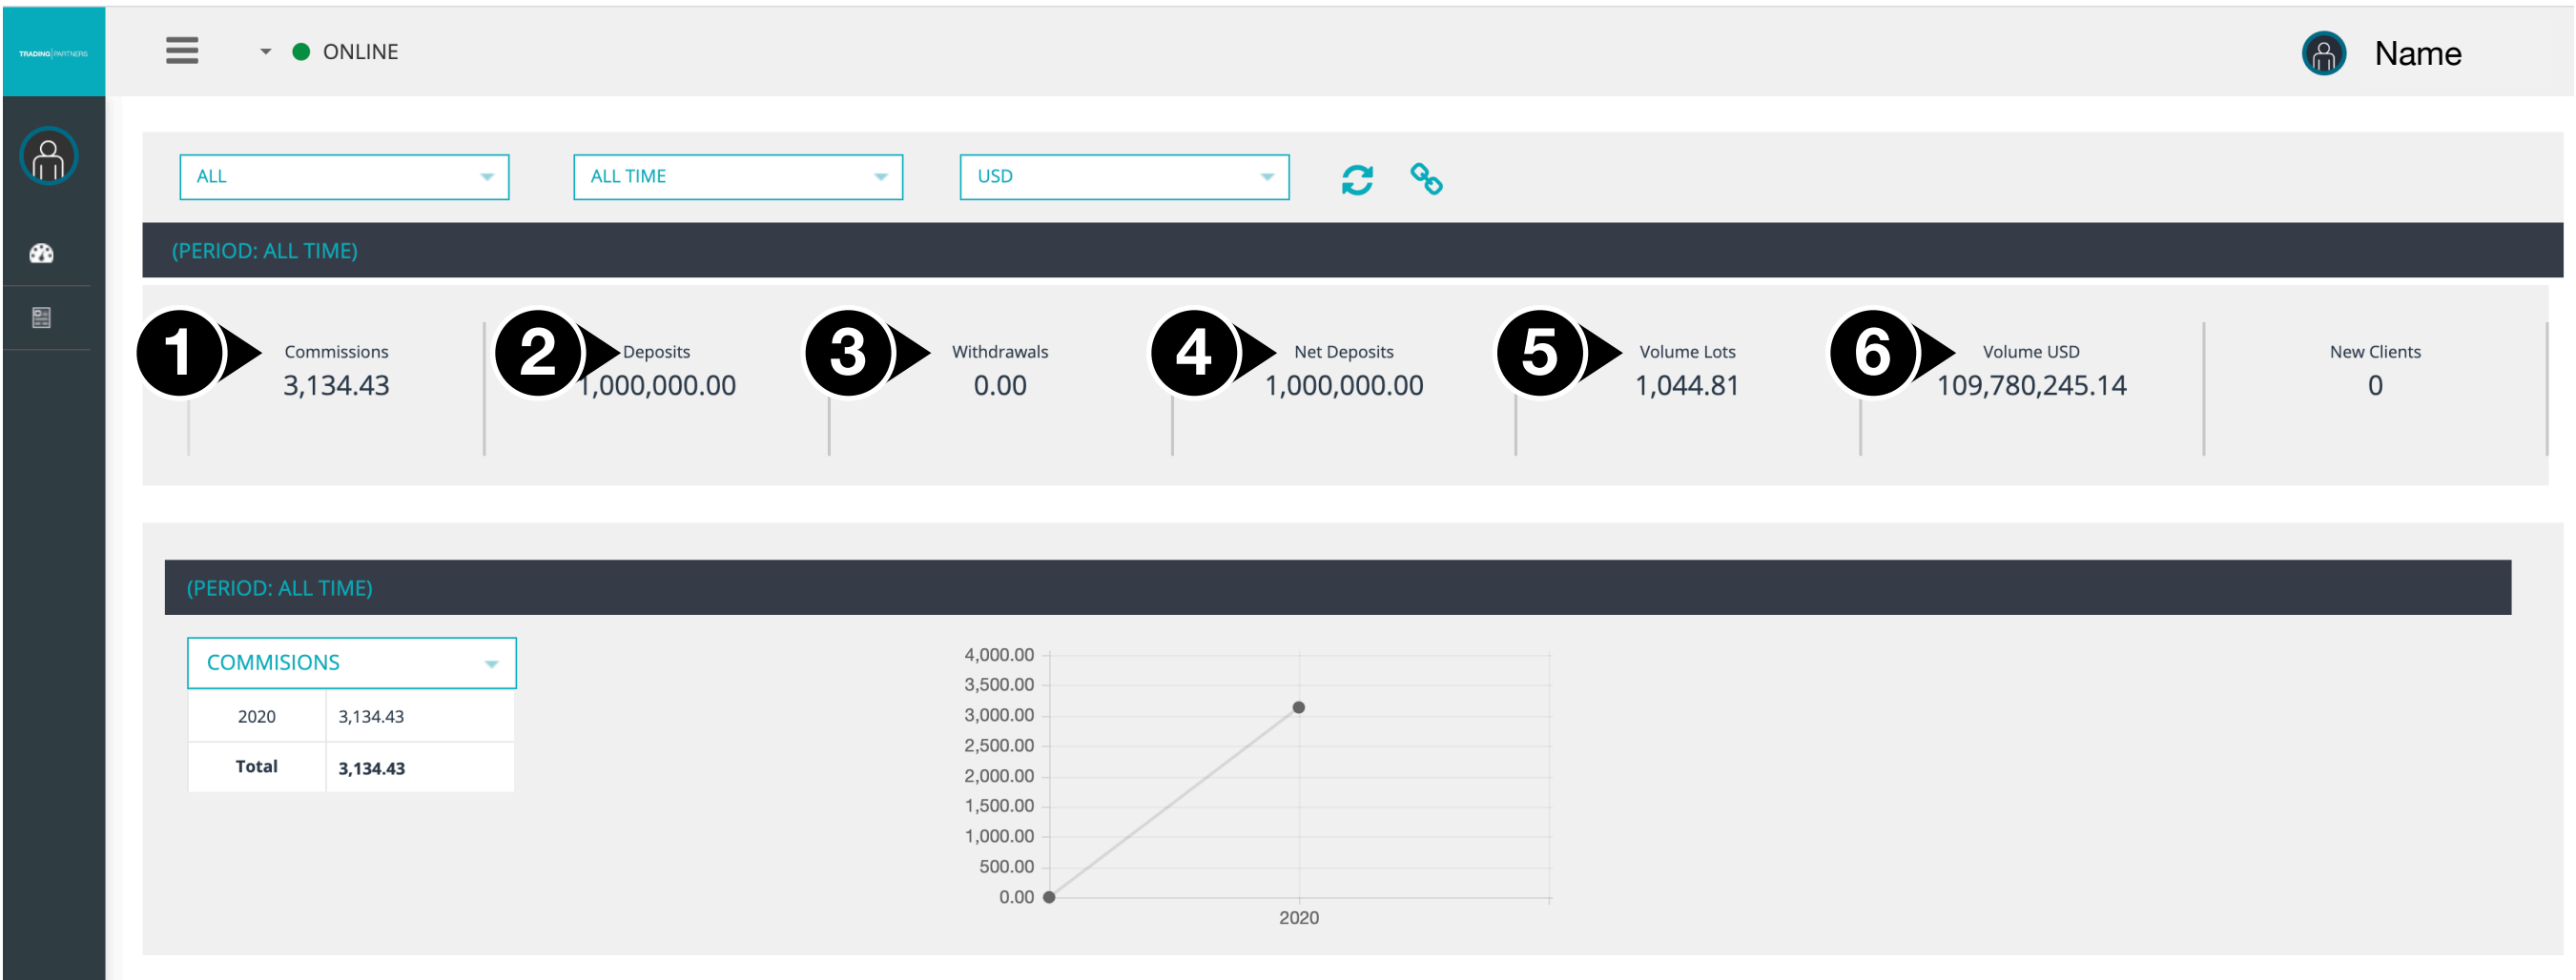 TRADING|PARTNERS
ONLINE
Name
ALL
ALL TIME
USD
(PERIOD: ALL TIME)
1
Commissions
3,134.43
2
Deposits
1,000,000.00
3
Withdrawals
0.00
4
Net Deposits
1,000,000.00
5
Volume Lots
1,044.81
6
Volume USD
109,780,245.14
New Clients
0
(PERIOD: ALL TIME)
COMMISIONS
2020 3,134.43
Total 3,134.43
4,000.00
3,500.00
3,000.00
2,500.00
2,000.00
1,500.00
1,000.00
500.00
0.00
2020